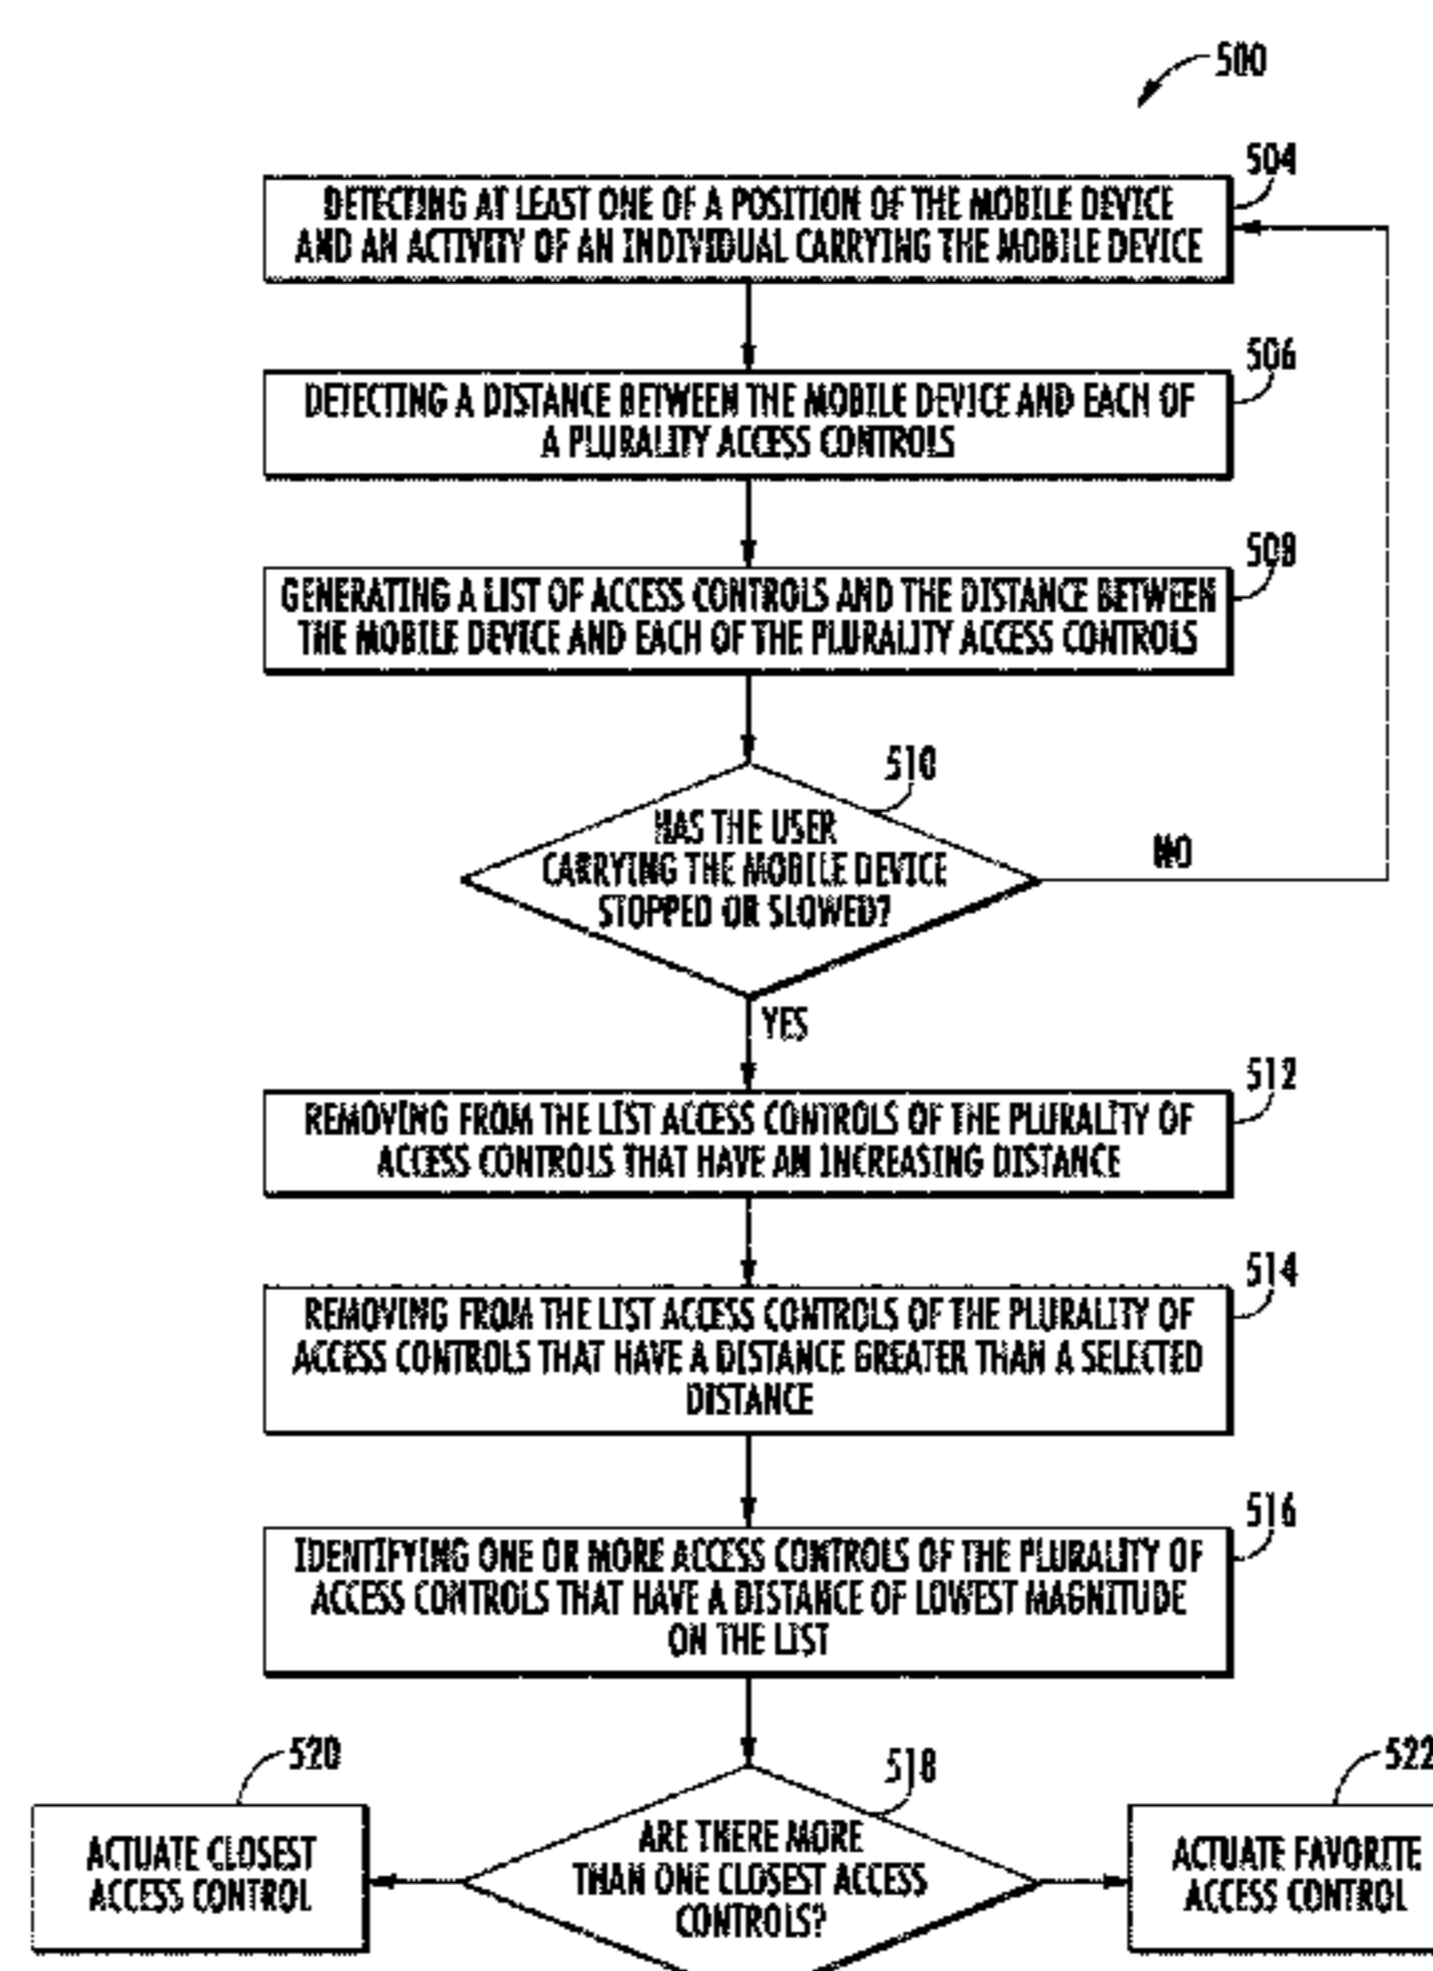 500
504
DETECTING AT LEAST ONE OF A POSITION OF THE MOBILE DEVICE
AND AN ACTIVITY OF AN INDIVIDUAL CARRYING THE MOBILE DEVICE
506
DETECTING A DISTANCE BETWEEN THE MOBILE DEVICE AND EACH OF
A PLURALITY ACCESS CONTROLS
508
GENERATING A LIST OF ACCESS CONTROLS AND THE DISTANCE BETWEEN
THE MOBILE DEVICE AND EACH OF THE PLURALITY ACCESS CONTROLS
510
HAS THE USER
CARRYING THE MOBILE DEVICE
STOPPED OR SLOWED?
NO
YES
512
REMOVING FROM THE LIST ACCESS CONTROLS OF THE PLURALITY OF
ACCESS CONTROLS THAT HAVE AN INCREASING DISTANCE
514
REMOVING FROM THE LIST ACCESS CONTROLS OF THE PLURALITY OF
ACCESS CONTROLS THAT HAVE A DISTANCE GREATER THAN A SELECTED
DISTANCE
516
IDENTIFYING ONE OR MORE ACCESS CONTROLS OF THE PLURALITY OF
ACCESS CONTROLS THAT HAVE A DISTANCE OF LOWEST MAGNITUDE
ON THE LIST
520
ACTUATE CLOSEST
ACCESS CONTROL
518
ARE THERE MORE
THAN ONE CLOSEST ACCESS
CONTROLS?
522
ACTUATE FAVORITE
ACCESS CONTROL